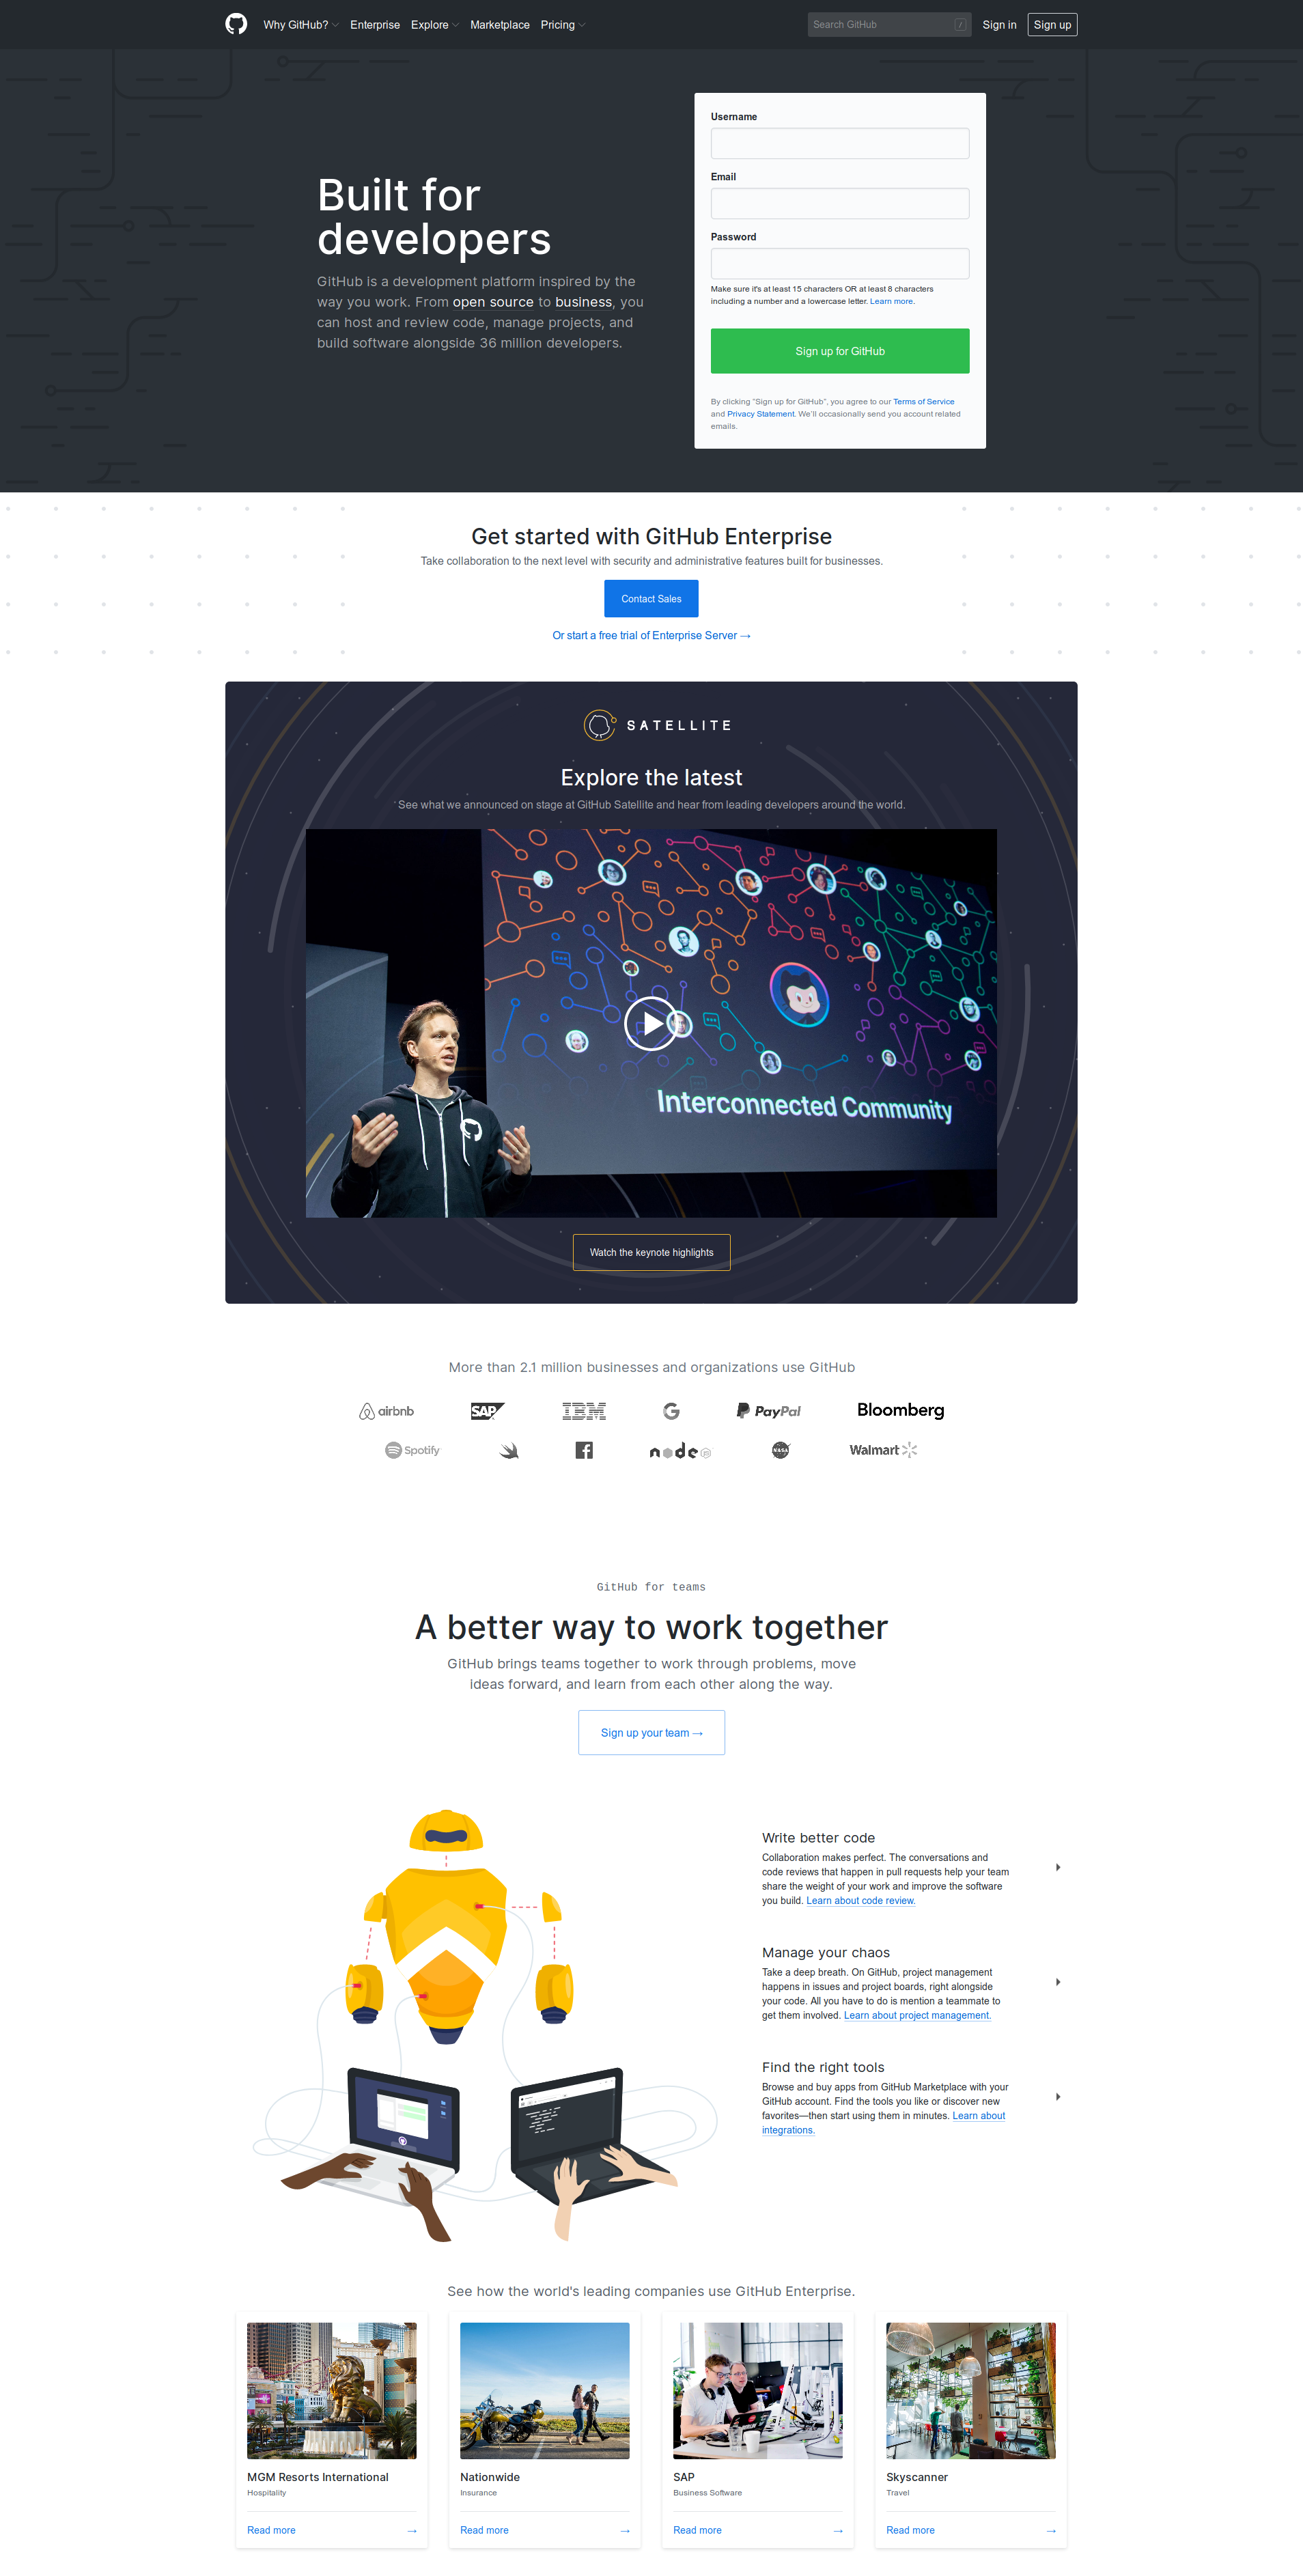 Why GitHub?
Enterprise
Explore
Marketplace
Pricing
Search GitHub
/
Sign in
Sign up
Built for
developers
GitHub is a development platform inspired by the
way you work. From open source to business, you
can host and review code, manage projects, and
build software alongside 36 million developers.
Username
Email
Password
Make sure it's at least 15 characters OR at least 8 characters
including a number and a lowercase letter. Learn more.
Sign up for GitHub
By clicking “Sign up for GitHub”, you agree to our Terms of Service
and Privacy Statement. We’ll occasionally send you account related
emails.
Get started with GitHub Enterprise
Take collaboration to the next level with security and administrative features built for businesses.
Contact Sales
Or start a free trial of Enterprise Server →
SATELLITE
Explore the latest
See what we announced on stage at GitHub Satellite and hear from leading developers around the world.
Interconnected Community
Watch the keynote highlights
More than 2.1 million businesses and organizations use GitHub
airbnb
SAP
IBM
G
PayPal
Bloomberg
Spotify
node
NASA
Walmart
GitHub for teams
A better way to work together
GitHub brings teams together to work through problems, move
ideas forward, and learn from each other along the way.
Sign up your team →
Write better code
Collaboration makes perfect. The conversations and
code reviews that happen in pull requests help your team
share the weight of your work and improve the software
you build. Learn about code review.
Manage your chaos
Take a deep breath. On GitHub, project management
happens in issues and project boards, right alongside
your code. All you have to do is mention a teammate to
get them involved. Learn about project management.
Find the right tools
Browse and buy apps from GitHub Marketplace with your
GitHub account. Find the tools you like or discover new
favorites—then start using them in minutes. Learn about
integrations.
See how the world's leading companies use GitHub Enterprise.
MGM Resorts International
Hospitality
Read more →
Nationwide
Insurance
Read more →
SAP
Business Software
Read more →
Skyscanner
Travel
Read more →